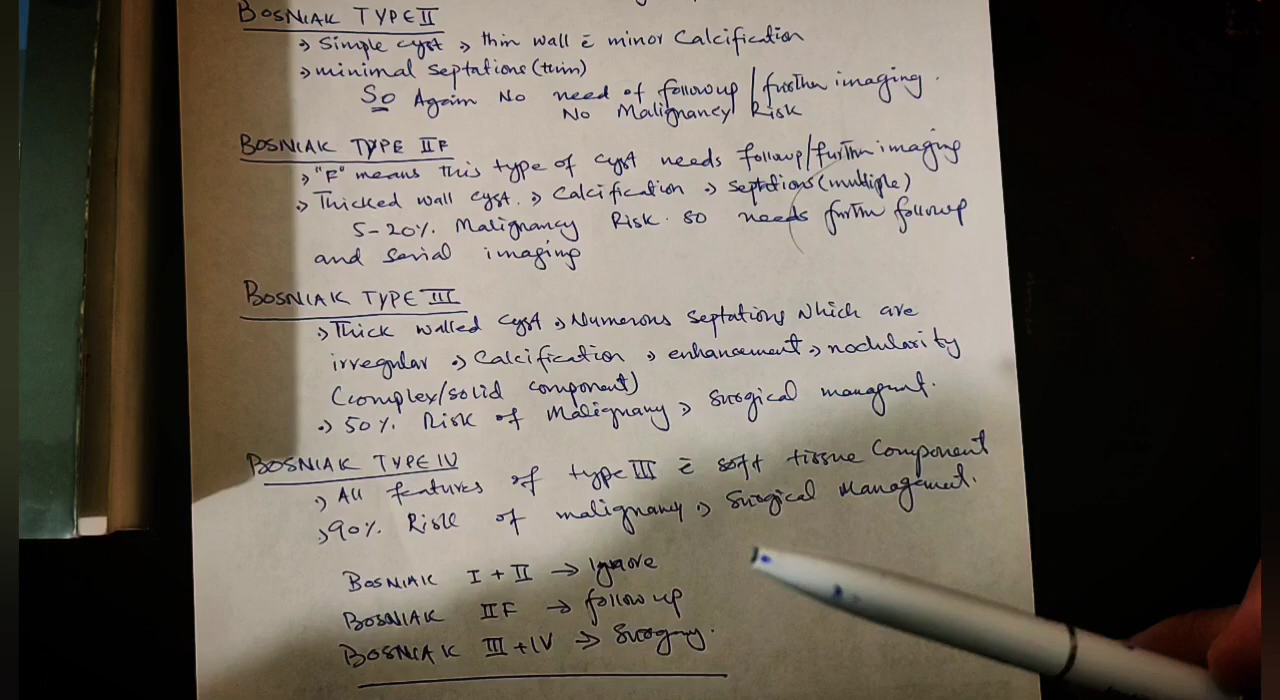 BOSNIAK TYPE II
→ Simple cyst → thin wall c̄ minor Calcification
→ minimal septations (thin)
So Again No need of followup / further imaging.
No Malignancy Risk
BOSNIAK TYPE IIF
→ "F" means this type of cyst needs followup/further imaging
→ Thicked wall cyst. → Calcification → septations (multiple)
5-20% Malignancy Risk. so needs further followup
and serial imaging
BOSNIAK TYPE III
→ Thick walled cyst → Numerous septations which are
irregular → Calcification → enhancement → nodularity
(complex/solid component)
→ 50% Risk of Malignany → Surgical managment.
BOSNIAK TYPE IV
→ All features of type III c̄ soft tissue Component
→ 90% Risk of malignany → Surgical Management.
BOSNIAK I + II → Ignore
BOSNIAK IIF → followup
BOSNIAK III + IV → Surgery.